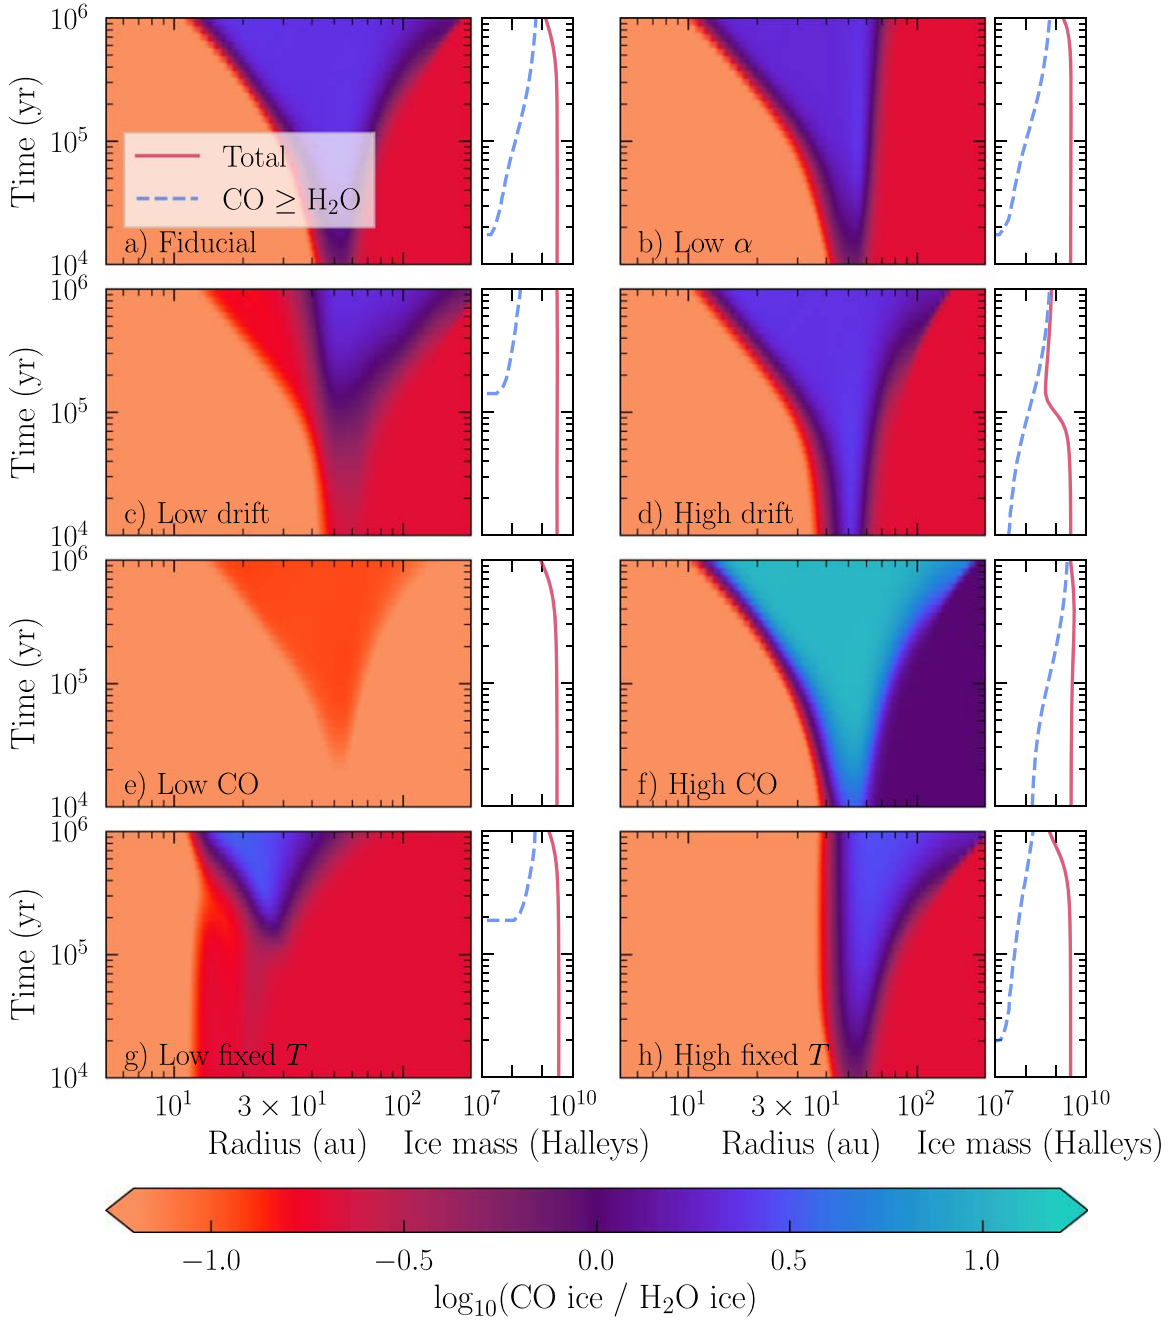 10^6
10^5
10^4
Time (yr)
Total
CO ≥ H₂O
a) Fiducial
b) Low α
10^6
10^5
10^4
Time (yr)
c) Low drift
d) High drift
10^6
10^5
10^4
Time (yr)
e) Low CO
f) High CO
10^6
10^5
10^4
Time (yr)
g) Low fixed T
h) High fixed T
10^1 3 × 10^1 10^2 10^7 10^10 10^1 3 × 10^1 10^2 10^7 10^10
Radius (au) Ice mass (Halleys) Radius (au) Ice mass (Halleys)
−1.0 −0.5 0.0 0.5 1.0
log₁₀(CO ice / H₂O ice)